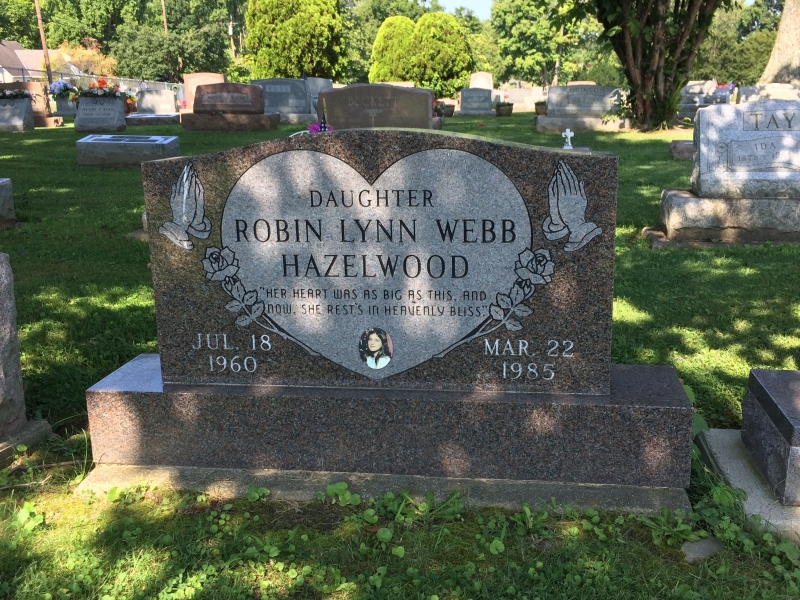 DAUGHTER
ROBIN LYNN WEBB
HAZELWOOD
"HER HEART WAS AS BIG AS THIS, AND
NOW, SHE REST'S IN HEAVENLY BLISS"
JUL. 18
1960
MAR. 22
1985
TAY
IDA